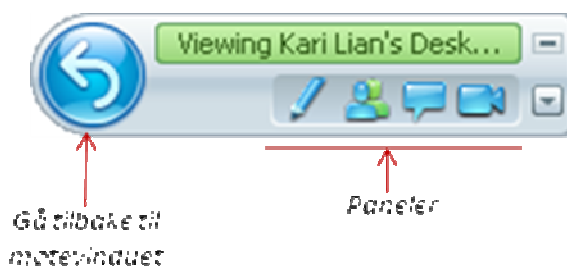 Viewing Kari Lian's Desk...
Paneler
Gå tilbake til
møtevinduet